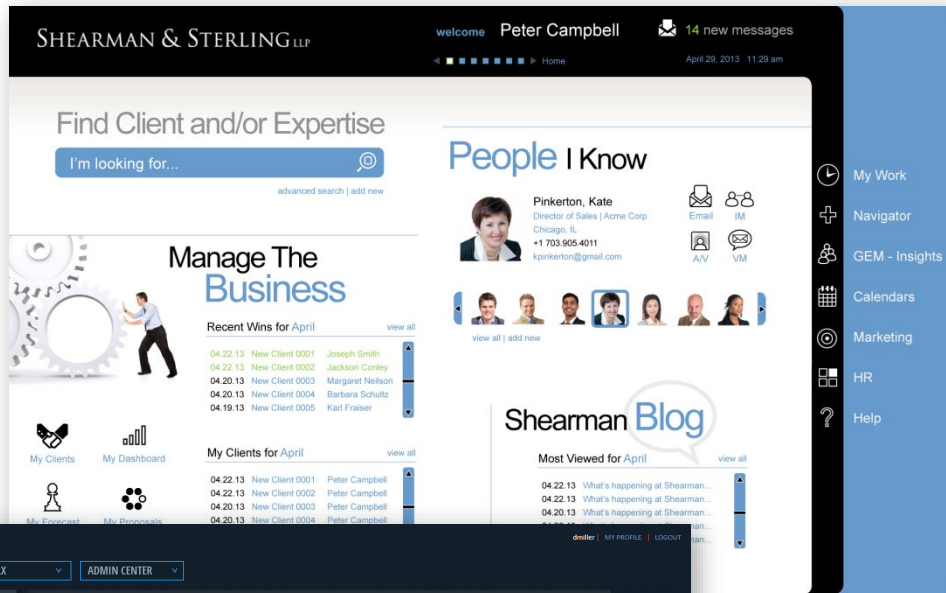 SHEARMAN & STERLING LLP
welcome Peter Campbell
14 new messages
Home
April 29, 2013 11:29 am
Find Client and/or Expertise
I'm looking for...
advanced search | add new
People I Know
Pinkerton, Kate
Director of Sales | Acme Corp
Chicago, IL
+1 703.905.4011
kpinkerton@gmail.com
Email IM
A/V VM
view all | add new
My Work
Navigator
GEM - Insights
Calendars
Marketing
HR
Help
Manage The
Business
Recent Wins for April view all
04.22.13 New Client 0001 Joseph Smith
04.22.13 New Client 0002 Jackson Conley
04.20.13 New Client 0003 Margaret Neilson
04.20.13 New Client 0004 Barbara Schultz
04.19.13 New Client 0005 Karl Fraiser
My Clients My Dashboard
My Forecast My Proposals
My Clients for April view all
04.22.13 New Client 0001 Peter Campbell
04.22.13 New Client 0002 Peter Campbell
04.20.13 New Client 0003 Peter Campbell
04.20.13 New Client 0004 Peter Campbell
Shearman Blog
Most Viewed for April view all
04.22.13 What's happening at Shearman...
04.22.13 What's happening at Shearman...
04.20.13 What's happening at Shearman...
dmiller | MY PROFILE | LOGOUT
ADMIN CENTER